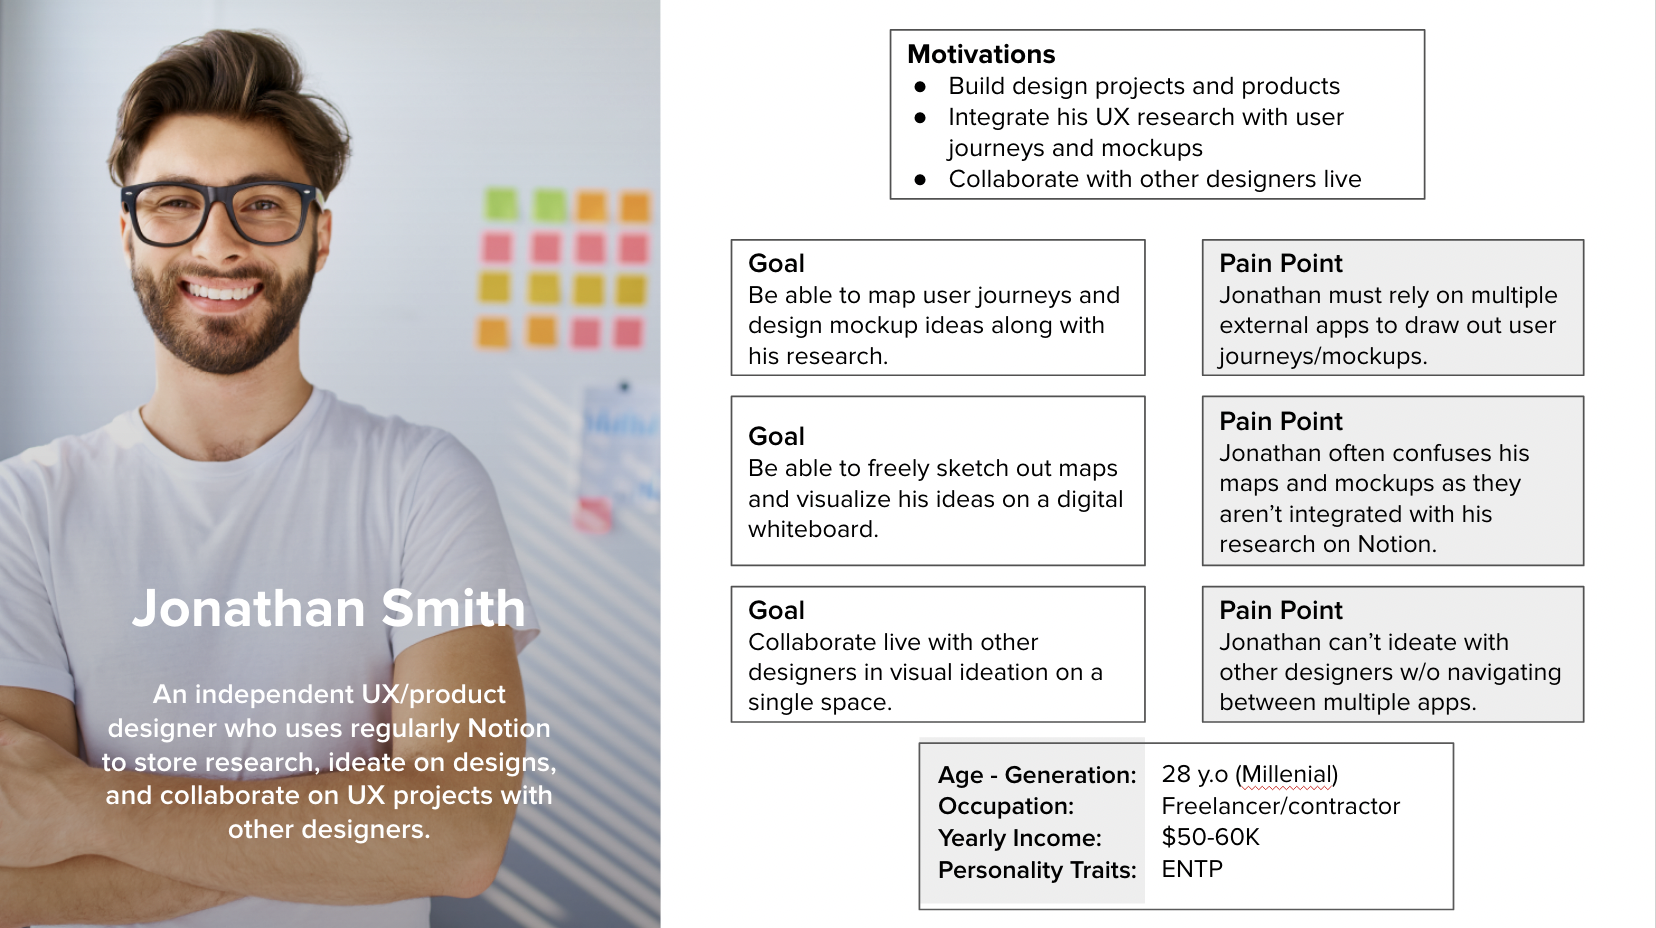 Jonathan Smith
An independent UX/product
designer who uses regularly Notion
to store research, ideate on designs,
and collaborate on UX projects with
other designers.
Motivations
● Build design projects and products
● Integrate his UX research with user
journeys and mockups
● Collaborate with other designers live
Goal
Be able to map user journeys and
design mockup ideas along with
his research.
Pain Point
Jonathan must rely on multiple
external apps to draw out user
journeys/mockups.
Goal
Be able to freely sketch out maps
and visualize his ideas on a digital
whiteboard.
Pain Point
Jonathan often confuses his
maps and mockups as they
aren’t integrated with his
research on Notion.
Goal
Collaborate live with other
designers in visual ideation on a
single space.
Pain Point
Jonathan can’t ideate with
other designers w/o navigating
between multiple apps.
Age - Generation: 28 y.o (Millenial)
Occupation: Freelancer/contractor
Yearly Income: $50-60K
Personality Traits: ENTP